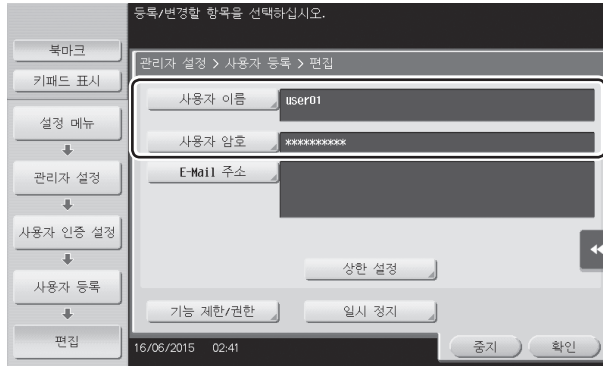 등록/변경할 항목을 선택하십시오.
북마크
키패드 표시
설정 메뉴
관리자 설정
사용자 인증 설정
사용자 등록
편집
관리자 설정 > 사용자 등록 > 편집
사용자 이름 user01
사용자 암호 **********
E-Mail 주소
상한 설정
기능 제한/권한 일시 정지
16/06/2015 02:41
중지 확인